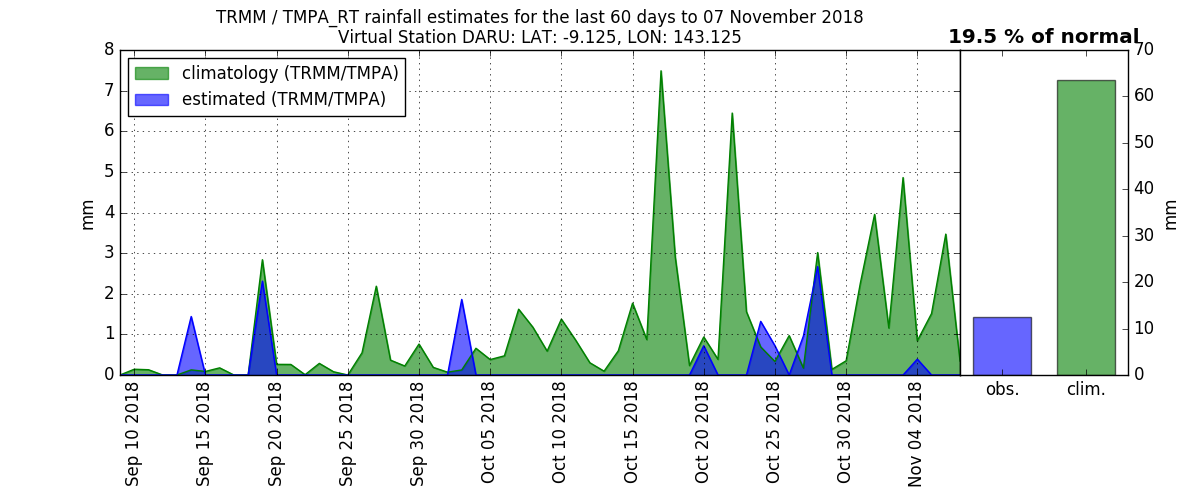 TRMM / TMPA_RT rainfall estimates for the last 60 days to 07 November 2018
Virtual Station DARU: LAT: -9.125, LON: 143.125
19.5 % of normal
climatology (TRMM/TMPA)
estimated (TRMM/TMPA)
8
7
6
5
4
3
2
1
0
mm
Sep 10 2018
Sep 15 2018
Sep 20 2018
Sep 25 2018
Sep 30 2018
Oct 05 2018
Oct 10 2018
Oct 15 2018
Oct 20 2018
Oct 25 2018
Oct 30 2018
Nov 04 2018
obs.
clim.
70
60
50
40
30
20
10
0
mm